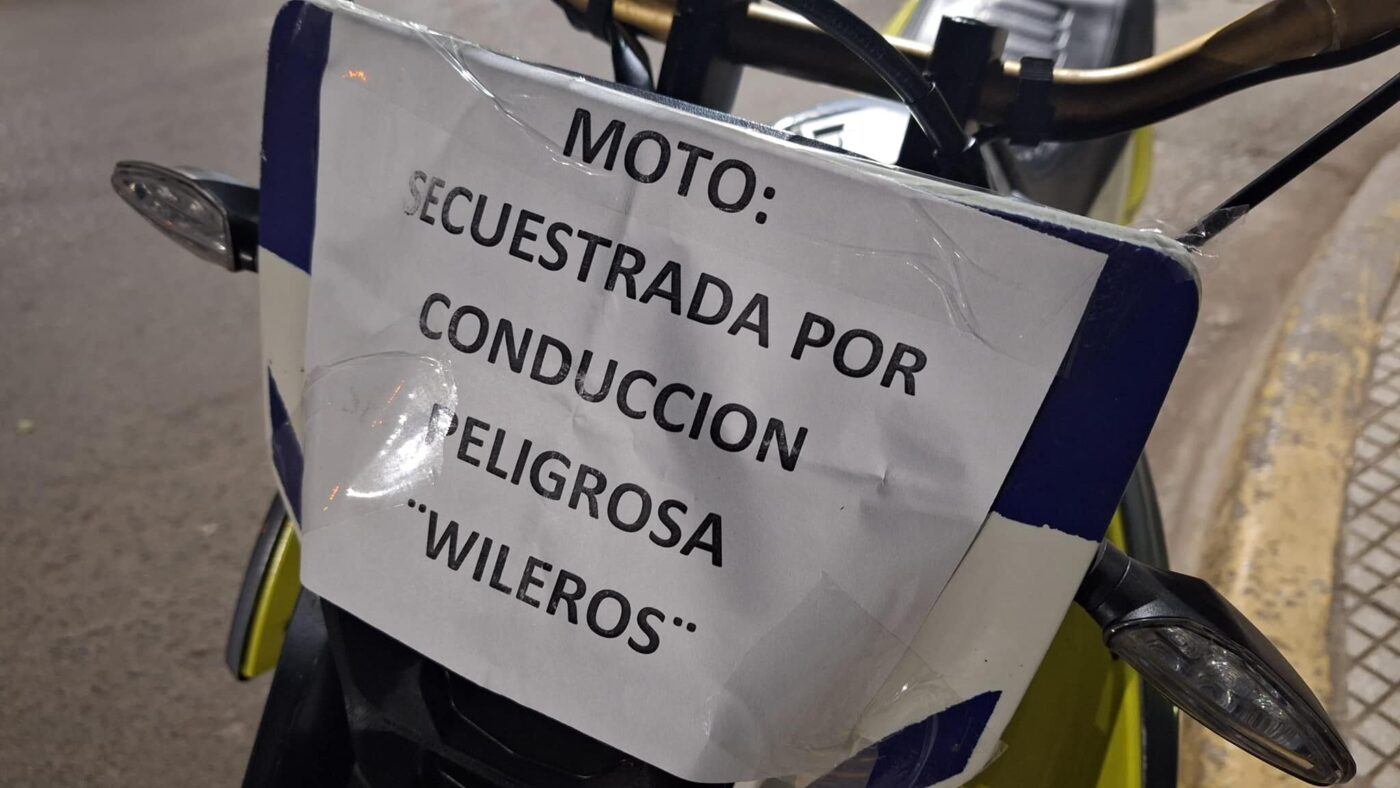 MOTO:
SECUESTRADA POR
CONDUCCION
PELIGROSA
¨WILEROS¨